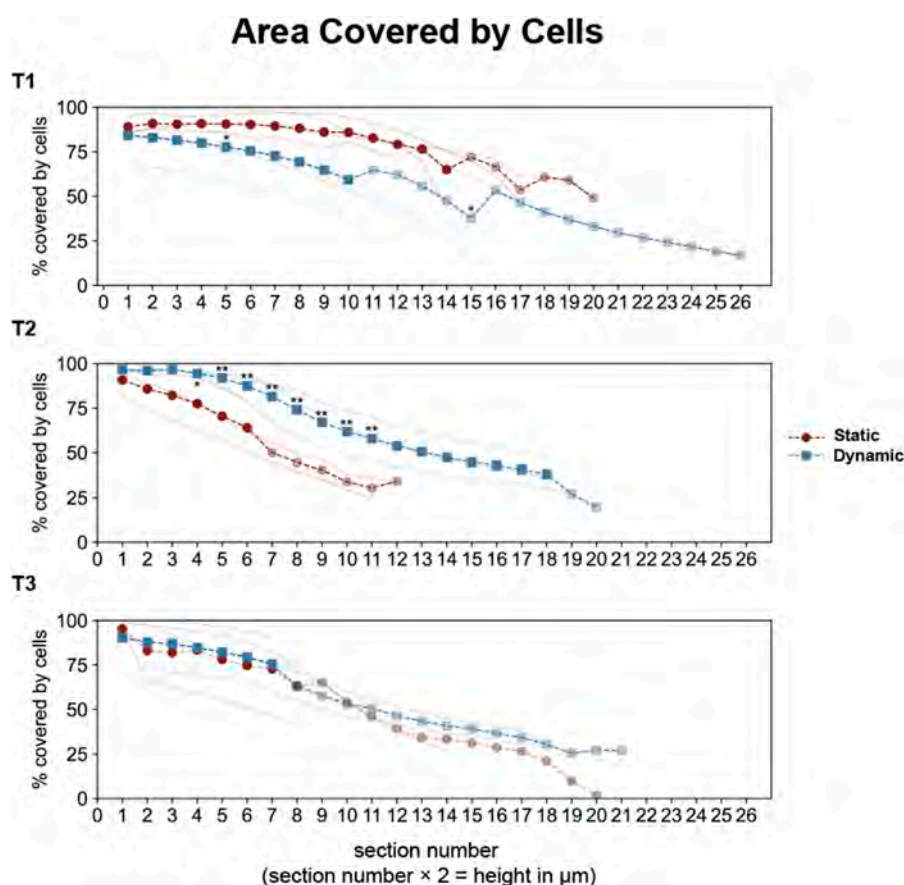 Area Covered by Cells
T1
% covered by cells
100
75
50
25
0
* *
0 1 2 3 4 5 6 7 8 9 10 11 12 13 14 15 16 17 18 19 20 21 22 23 24 25 26
T2
% covered by cells
100
75
50
25
0
* ** ** ** ** ** ** **
0 1 2 3 4 5 6 7 8 9 10 11 12 13 14 15 16 17 18 19 20 21 22 23 24 25 26
Static
Dynamic
T3
% covered by cells
100
75
50
25
0
0 1 2 3 4 5 6 7 8 9 10 11 12 13 14 15 16 17 18 19 20 21 22 23 24 25 26
section number
(section number × 2 = height in µm)